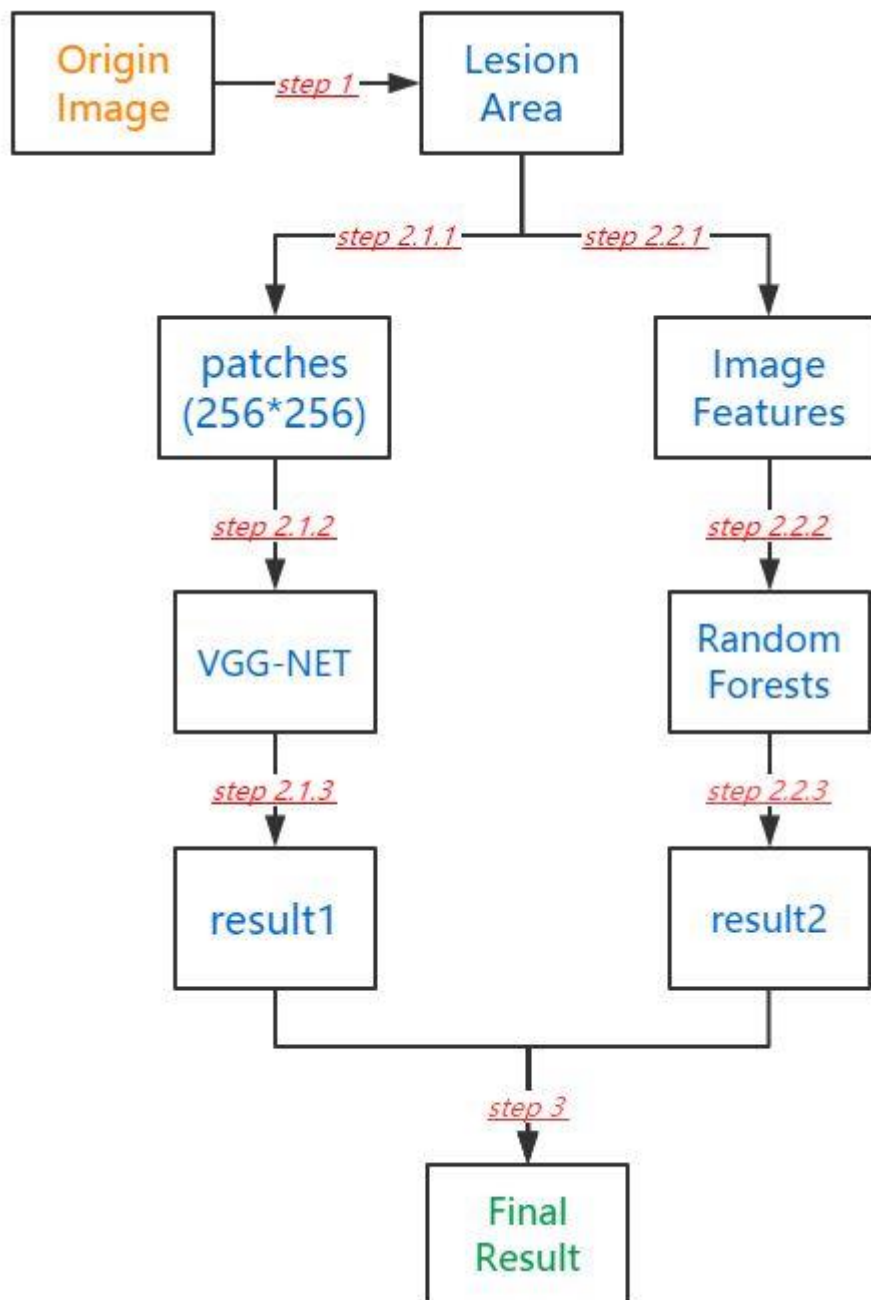 Origin
Image
step 1
Lesion
Area
step 2.1.1
step 2.2.1
patches
(256*256)
Image
Features
step 2.1.2
step 2.2.2
VGG-NET
Random
Forests
step 2.1.3
step 2.2.3
result1
result2
step 3
Final
Result